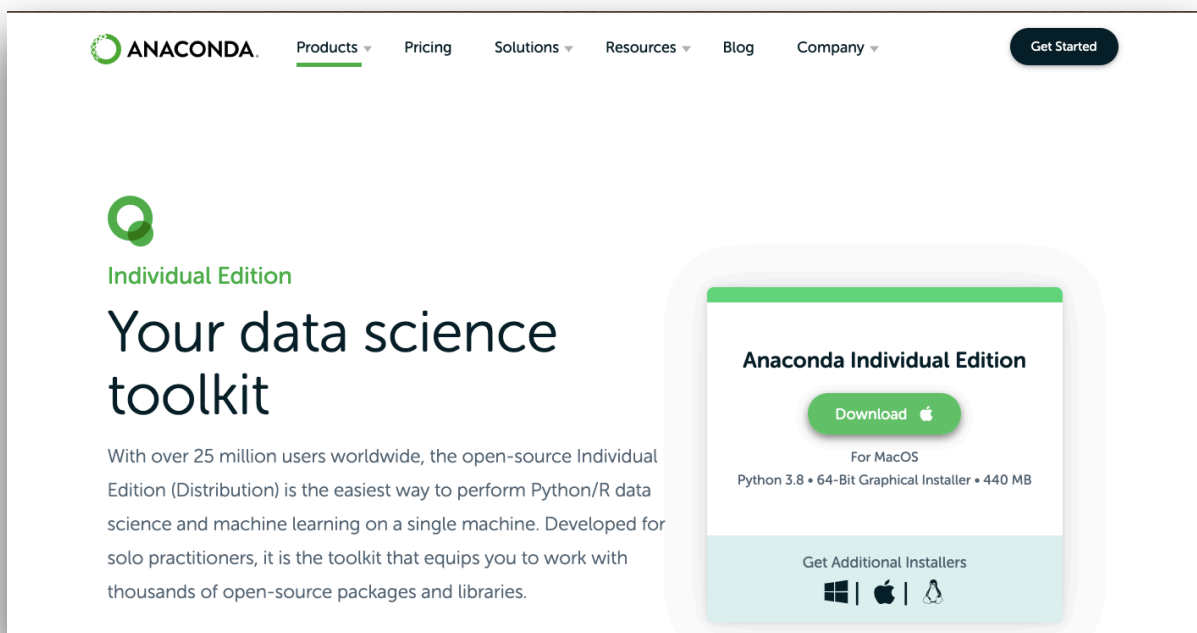 ANACONDA.
Products
Pricing
Solutions
Resources
Blog
Company
Get Started
Individual Edition
Your data science
toolkit
With over 25 million users worldwide, the open-source Individual
Edition (Distribution) is the easiest way to perform Python/R data
science and machine learning on a single machine. Developed for
solo practitioners, it is the toolkit that equips you to work with
thousands of open-source packages and libraries.
Anaconda Individual Edition
Download
For MacOS
Python 3.8 • 64-Bit Graphical Installer • 440 MB
Get Additional Installers
| |